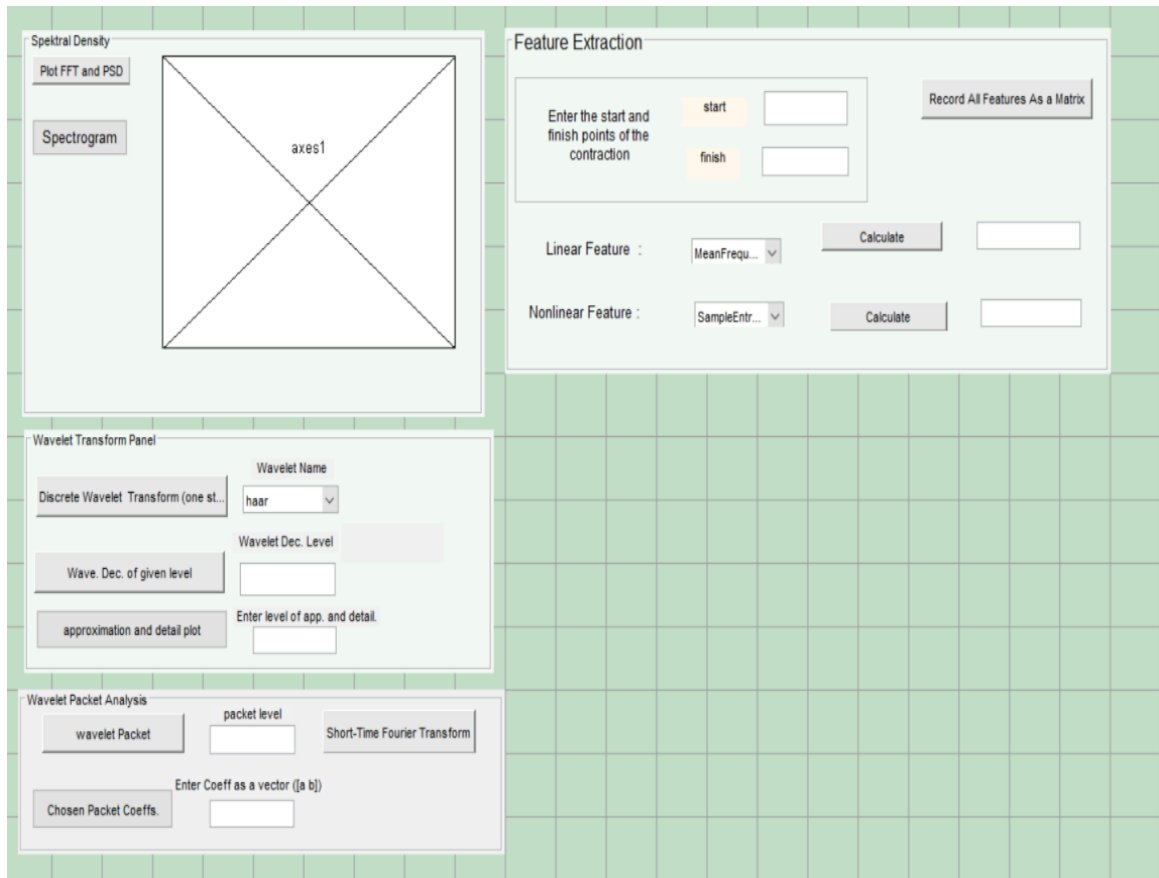 Spektral Density
Plot FFT and PSD
Spectrogram
axes1
Feature Extraction
Enter the start and
finish points of the
contraction
start
finish
Record All Features As a Matrix
Linear Feature :
MeanFrequ...
Calculate
Nonlinear Feature :
SampleEntr...
Calculate
Wavelet Transform Panel
Wavelet Name
Discrete Wavelet Transform (one st...
haar
Wavelet Dec. Level
Wave. Dec. of given level
Enter level of app. and detail.
approximation and detail plot
Wavelet Packet Analysis
packet level
wavelet Packet
Short-Time Fourier Transform
Enter Coeff as a vector ([a b])
Chosen Packet Coeffs.